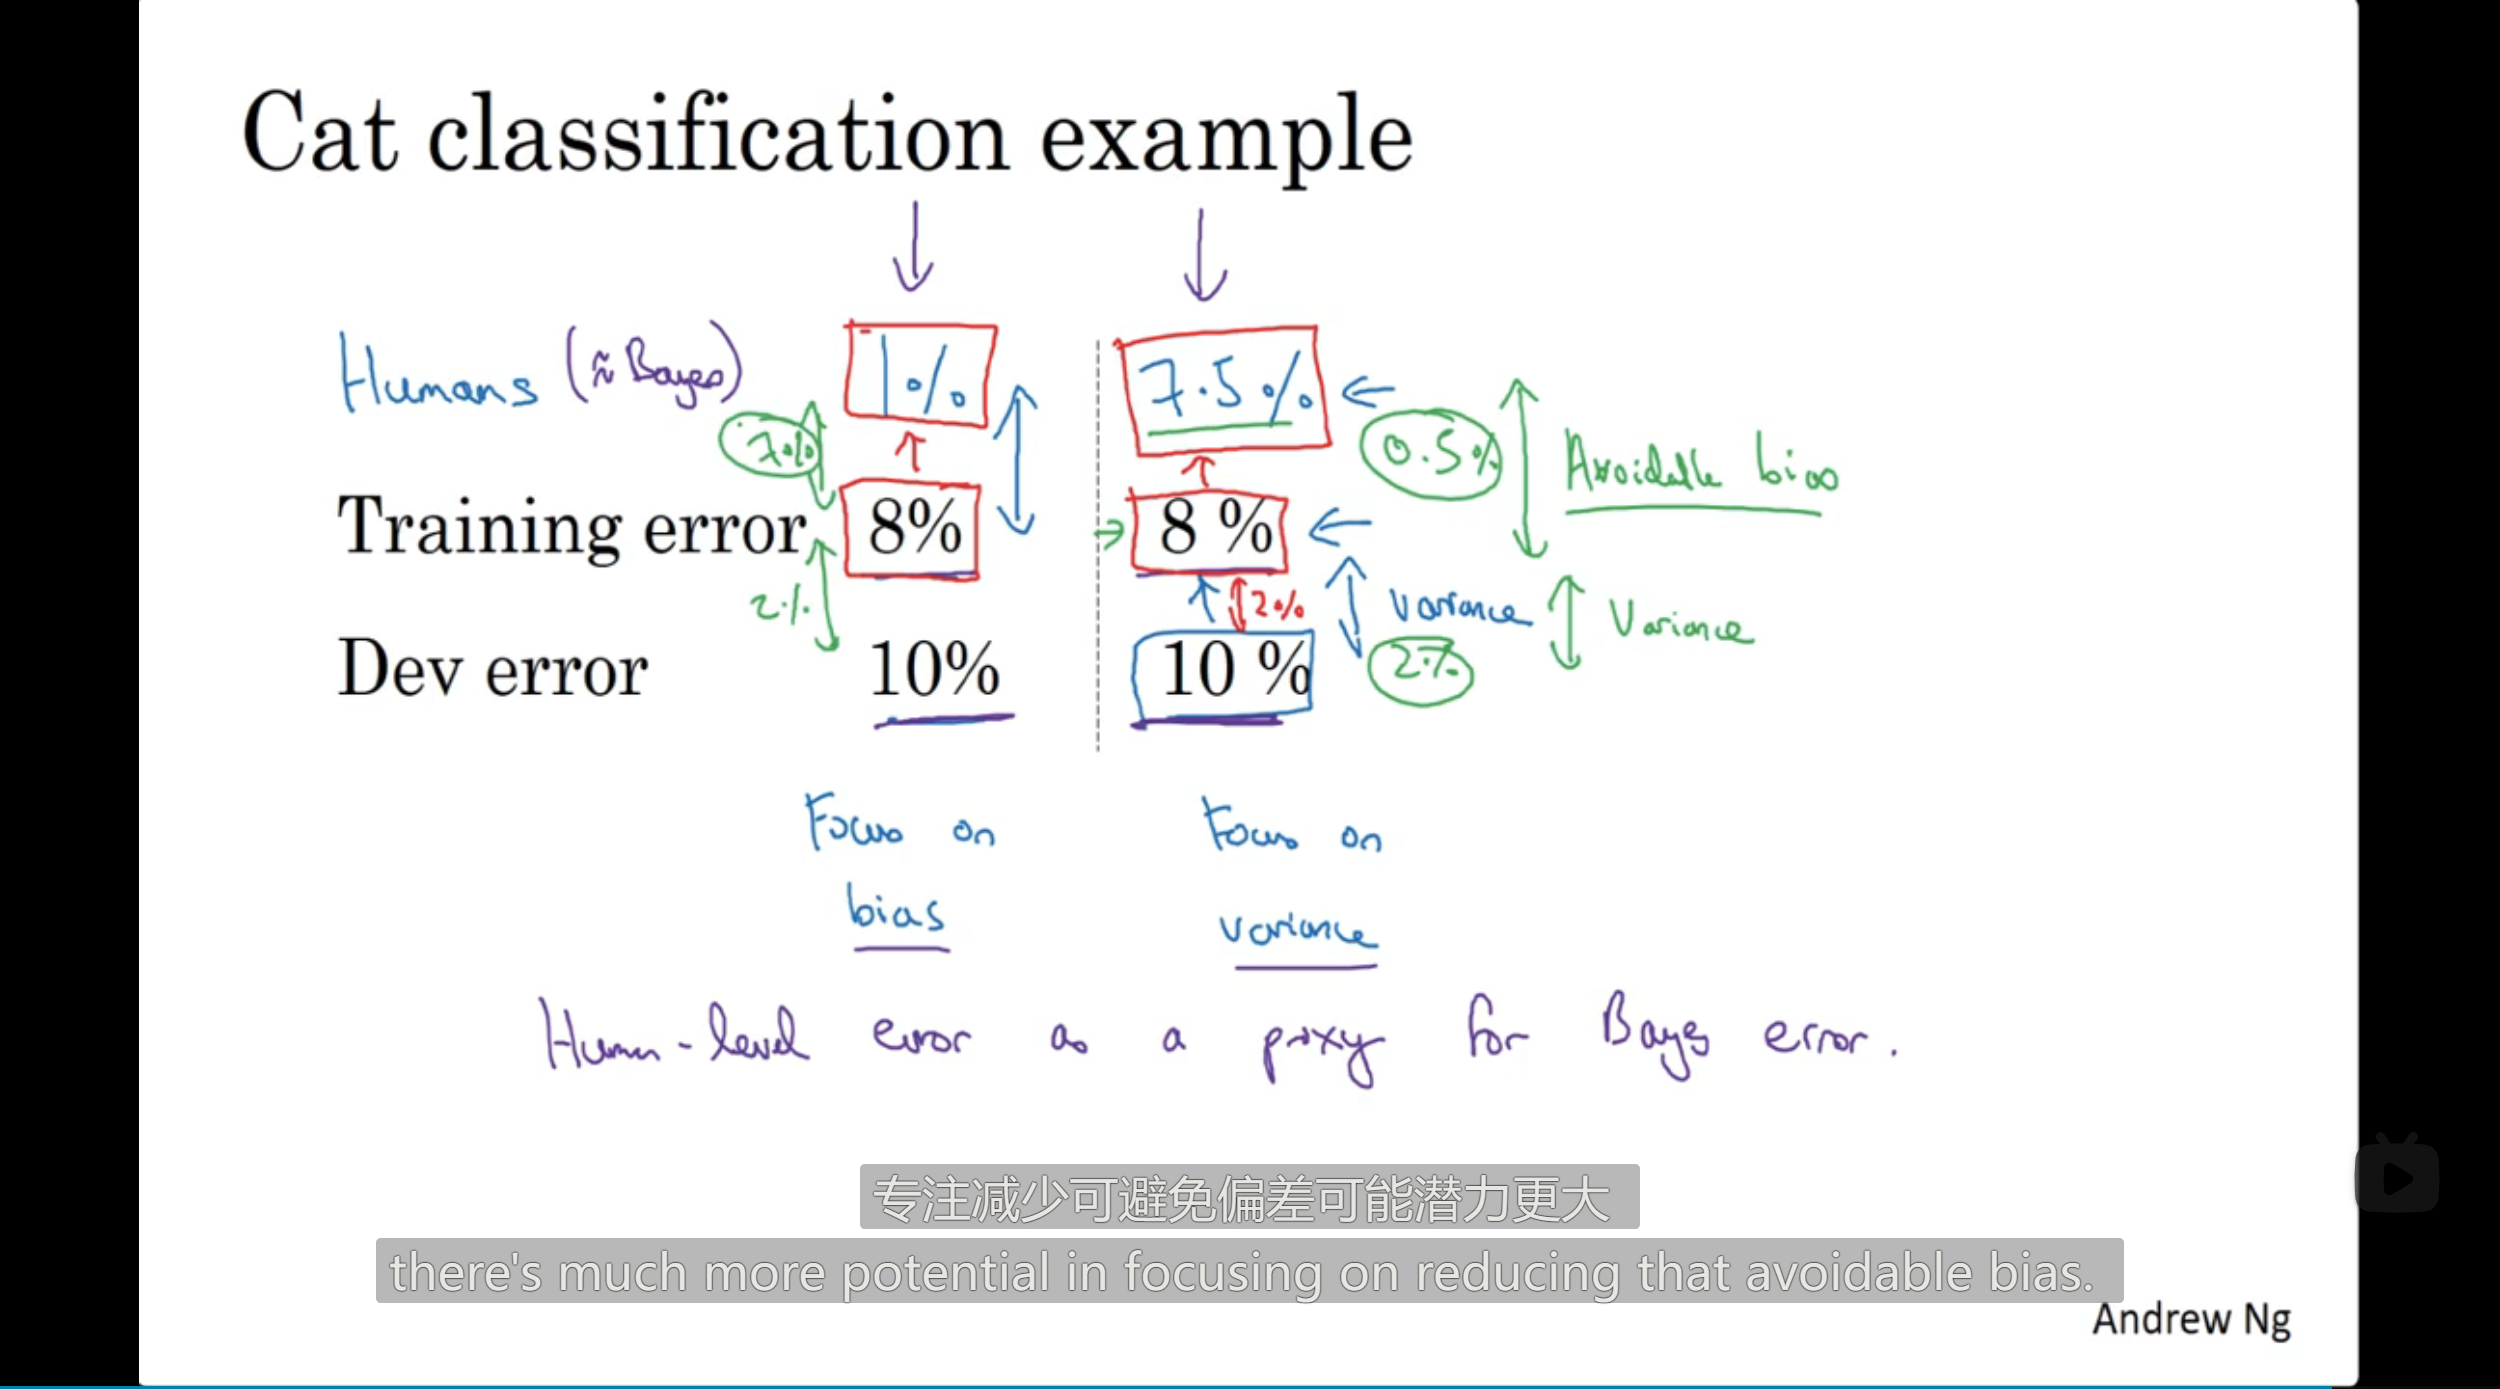 Cat classification example
Humans (≈ Bayes) 1% 7.5%
7% 0.5% Avoidable bias
Training error 8% 8 %
2% 2% Variance Variance
Dev error 10% 10 % 2%
Focus on Focus on
bias variance
Human-level error as a proxy for Bayes error.
专注减少可避免偏差可能潜力更大
there's much more potential in focusing on reducing that avoidable bias.
Andrew Ng